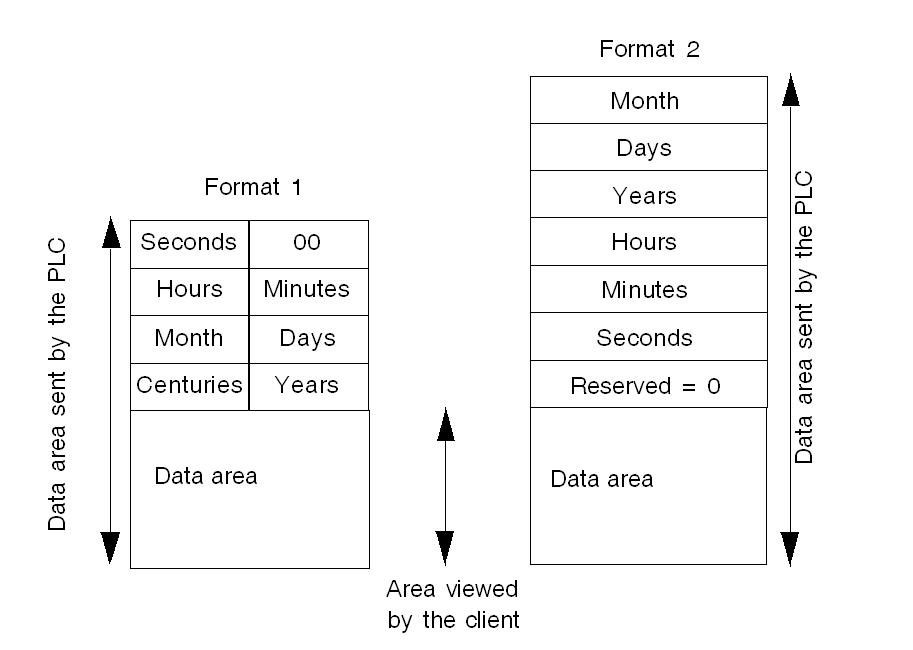 Format 2
Month
Days
Years
Hours
Minutes
Seconds
Reserved = 0
Data area
Data area sent by the PLC
Format 1
Seconds 00
Hours Minutes
Month Days
Centuries Years
Data area
Data area sent by the PLC
Area viewed
by the client